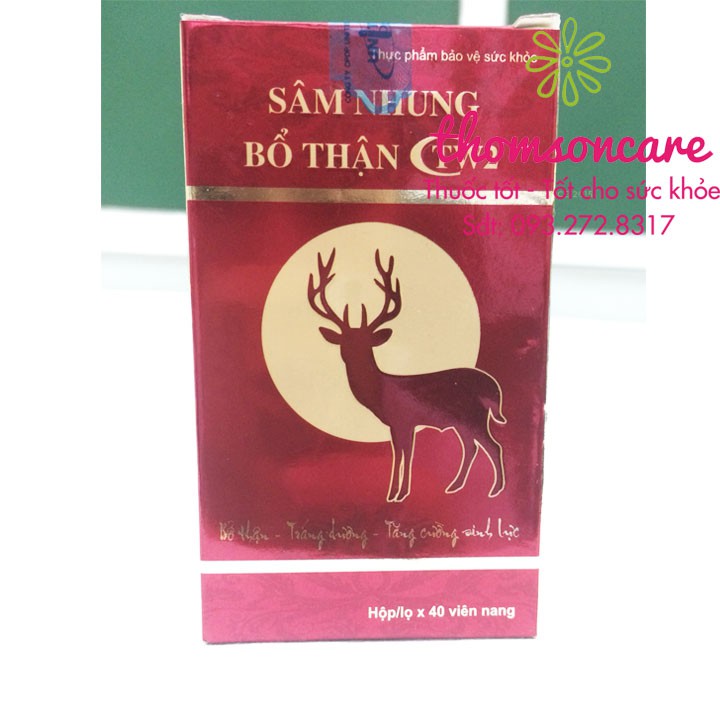 Thực phẩm bảo vệ sức khỏe
SÂM NHUNG
BỔ THẬN TW2
thomsoncare
Thuốc tốt - Tốt cho sức khỏe
Sdt: 093.272.8317
Bổ thận - Tráng dương - Tăng cường sinh lực
Hộp/lọ x 40 viên nang